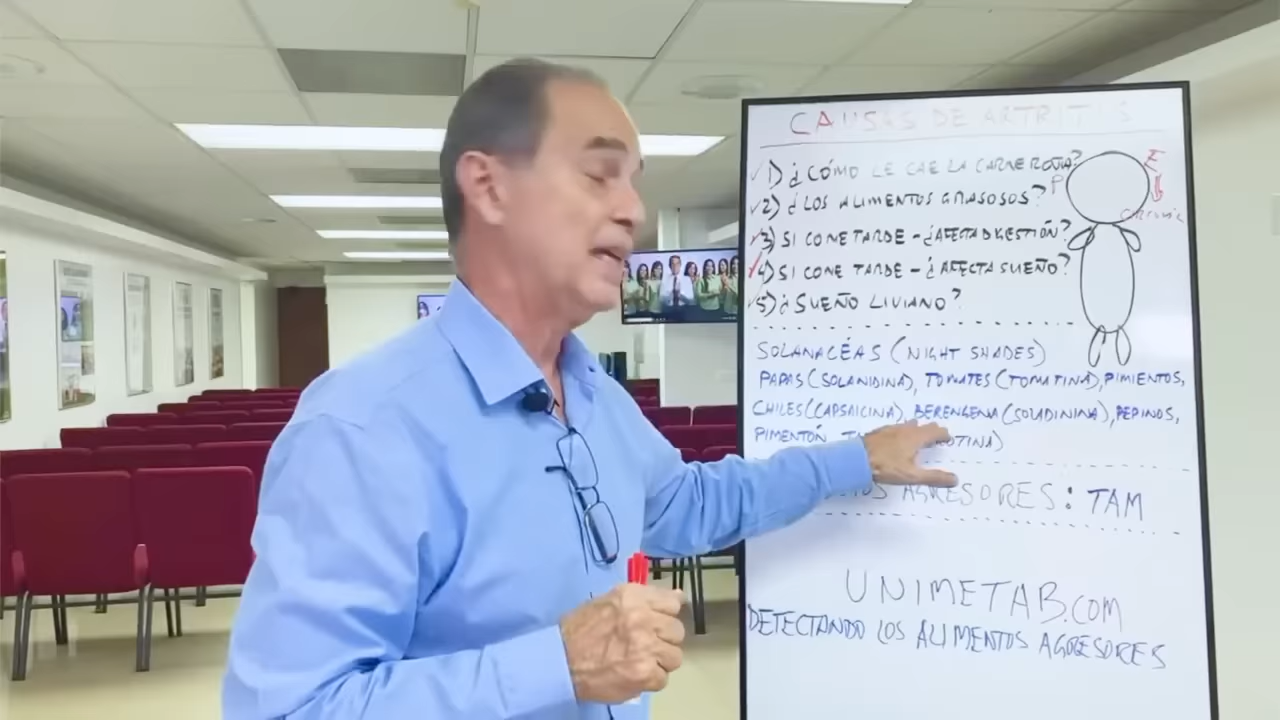 CAUSAS DE ARTRITIS
✓1) ¿CÓMO LE CAE LA CARNE ROJA?
✓2) ¿LOS ALIMENTOS GRASOSOS?
✓3) SI COME TARDE - ¿AFECTA DIGESTIÓN?
✓4) SI COME TARDE - ¿AFECTA SUEÑO?
✓5) ¿SUEÑO LIVIANO?
P
E
SOLANACÉAS (NIGHT SHADES)
PAPAS (SOLANIDINA), TOMATES (TOMATINA), PIMIENTOS,
CHILES (CAPSAICINA), BERENGENA (SOLADININA), PEPINOS,
PIMENTÓN
AGRESORES: TAM
UNIMETAB.COM
DETECTANDO LOS ALIMENTOS AGRESORES